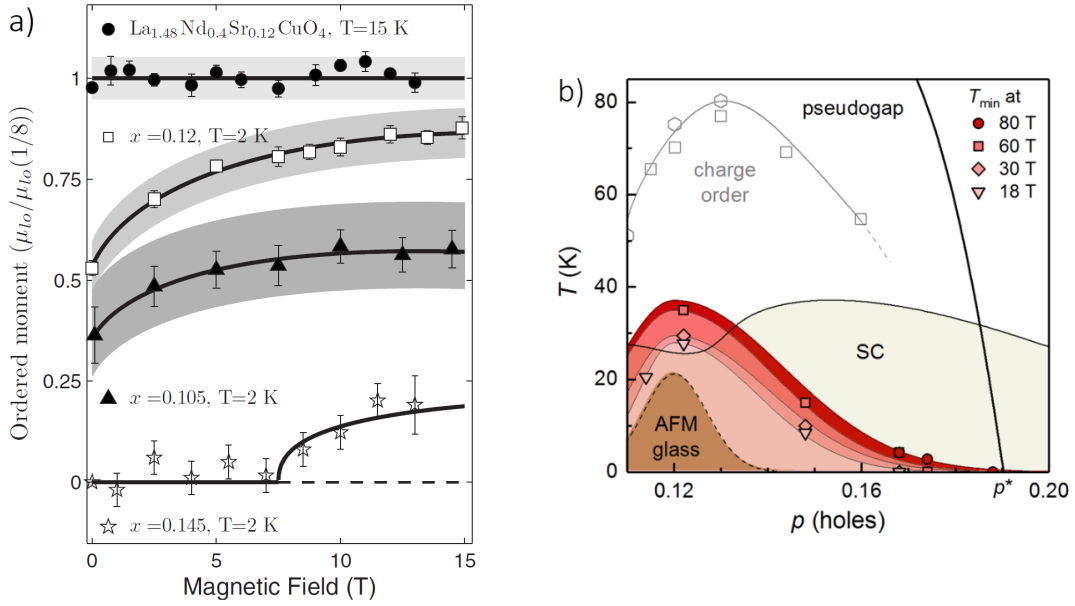 a)
La1.48Nd0.4Sr0.12CuO4, T=15 K
x =0.12, T=2 K
x =0.105, T=2 K
x =0.145, T=2 K
1
0.75
0.5
0.25
0
0 5 10 15
Magnetic Field (T)
Ordered moment (μlo/μlo(1/8))
b)
pseudogap
Tmin at
80 T
60 T
30 T
18 T
charge
order
SC
AFM
glass
80
60
40
20
0
T (K)
0.12 0.16 p* 0.20
p (holes)